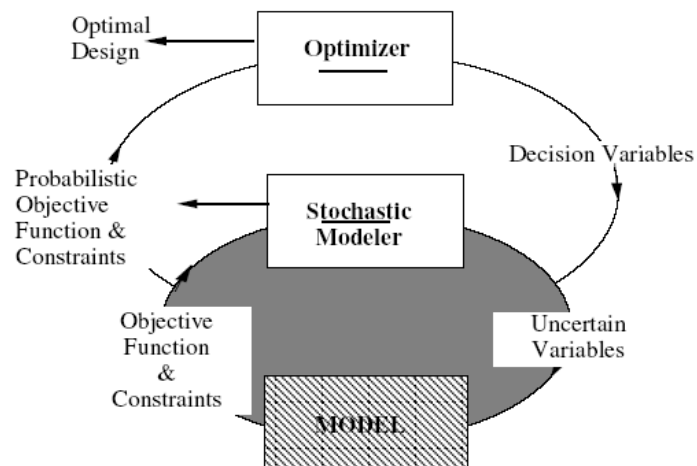 Optimal
Design
Optimizer
Decision Variables
Probabilistic
Objective
Function &
Constraints
Stochastic
Modeler
Objective
Function
&
Constraints
Uncertain
Variables
MODEL